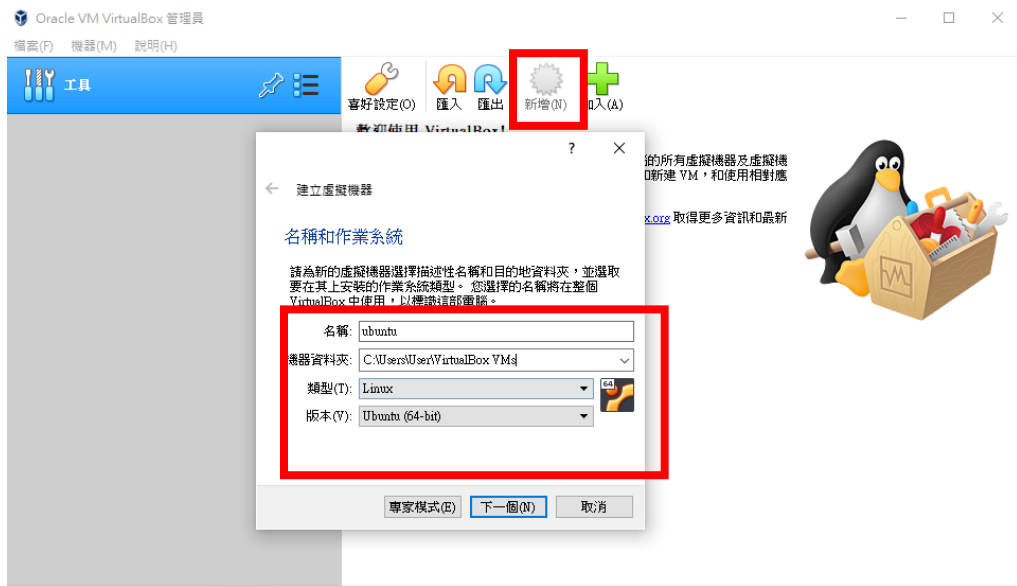 Oracle VM VirtualBox 管理員
檔案(F) 機器(M) 說明(H)
工具
喜好設定(O) 匯入 匯出 新增(N) 加入(A)
歡迎使用 VirtualBox!
的所有虛擬機器及虛擬機
和新建 VM，和使用相對應
x.org 取得更多資訊和最新
? ×
建立虛擬機器
名稱和作業系統
請為新的虛擬機器選擇描述性名稱和目的地資料夾，並選取
要在其上安裝的作業系統類型。您選擇的名稱將在整個
VirtualBox 中使用，以標識這部電腦。
名稱: ubuntu
機器資料夾: C:\Users\User\VirtualBox VMs
類型(T): Linux
64
版本(V): Ubuntu (64-bit)
專家模式(E) 下一個(N) 取消